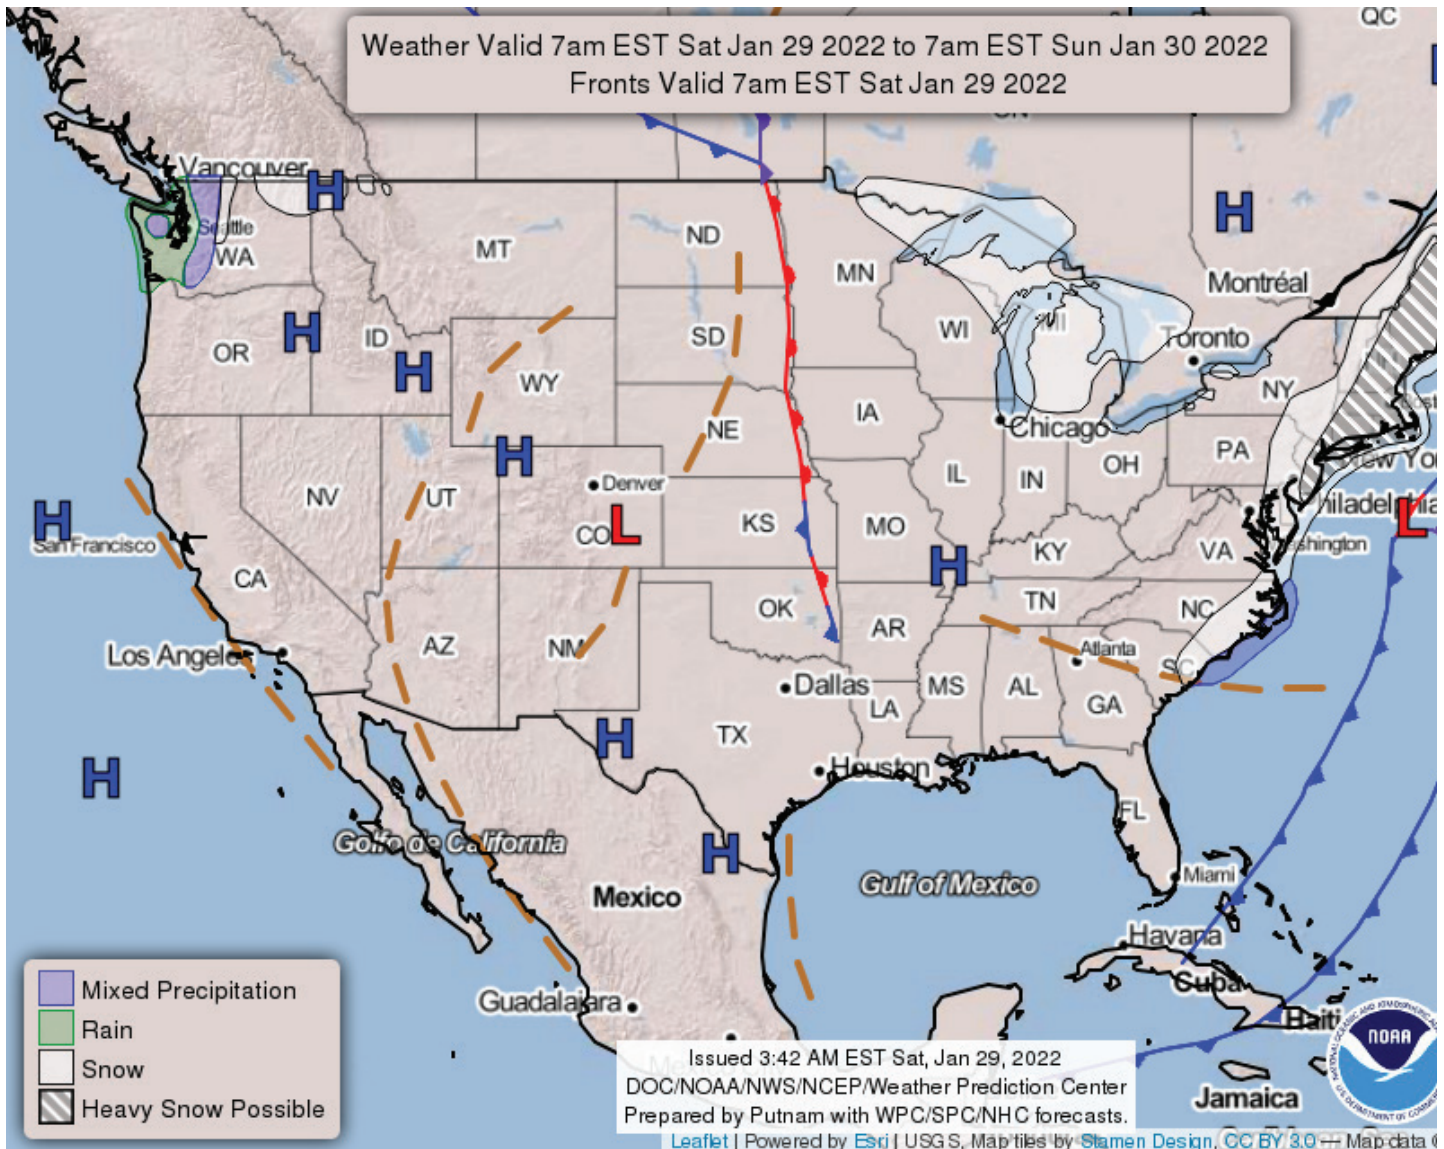 QC
Weather Valid 7am EST Sat Jan 29 2022 to 7am EST Sun Jan 30 2022
Fronts Valid 7am EST Sat Jan 29 2022
Vancouver
H
H
Seattle
WA
MT
ND
MN
Montréal
H
OR
ID
H
WY
SD
WI
MI
Toronto
NY
IA
NE
Chicago
PA
H
NV
UT
Denver
IL
IN
OH
New Yo
H
San Francisco
CO
L
KS
MO
KY
VA
Philadelphia
L
CA
H
OK
AR
TN
NC
Los Angele
AZ
NM
Atlanta
SC
Dallas
MS
AL
GA
LA
H
TX
H
Houston
FL
Golfo de California
H
Gulf of Mexico
Miami
Mexico
Havana
Cuba
Guadalajara
Haiti
Jamaica
Mixed Precipitation
Rain
Snow
Heavy Snow Possible
Issued 3:42 AM EST Sat, Jan 29, 2022
DOC/NOAA/NWS/NCEP/Weather Prediction Center
Prepared by Putnam with WPC/SPC/NHC forecasts.
NOAA
Leaflet | Powered by Esri | USGS, Map tiles by Stamen Design, CC BY 3.0 — Map data ©